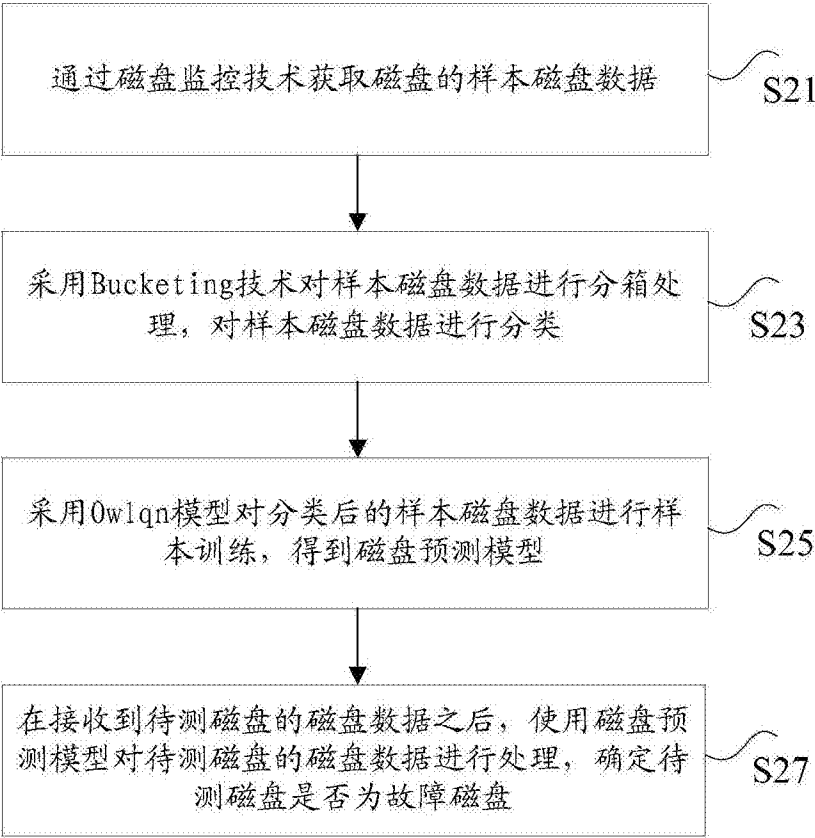 通过磁盘监控技术获取磁盘的样本磁盘数据
S21
采用Bucketing技术对样本磁盘数据进行分箱处
理，对样本磁盘数据进行分类
S23
采用Owlqn模型对分类后的样本磁盘数据进行样
本训练，得到磁盘预测模型
S25
在接收到待测磁盘的磁盘数据之后，使用磁盘预
测模型对待测磁盘的磁盘数据进行处理，确定待
测磁盘是否为故障磁盘
S27